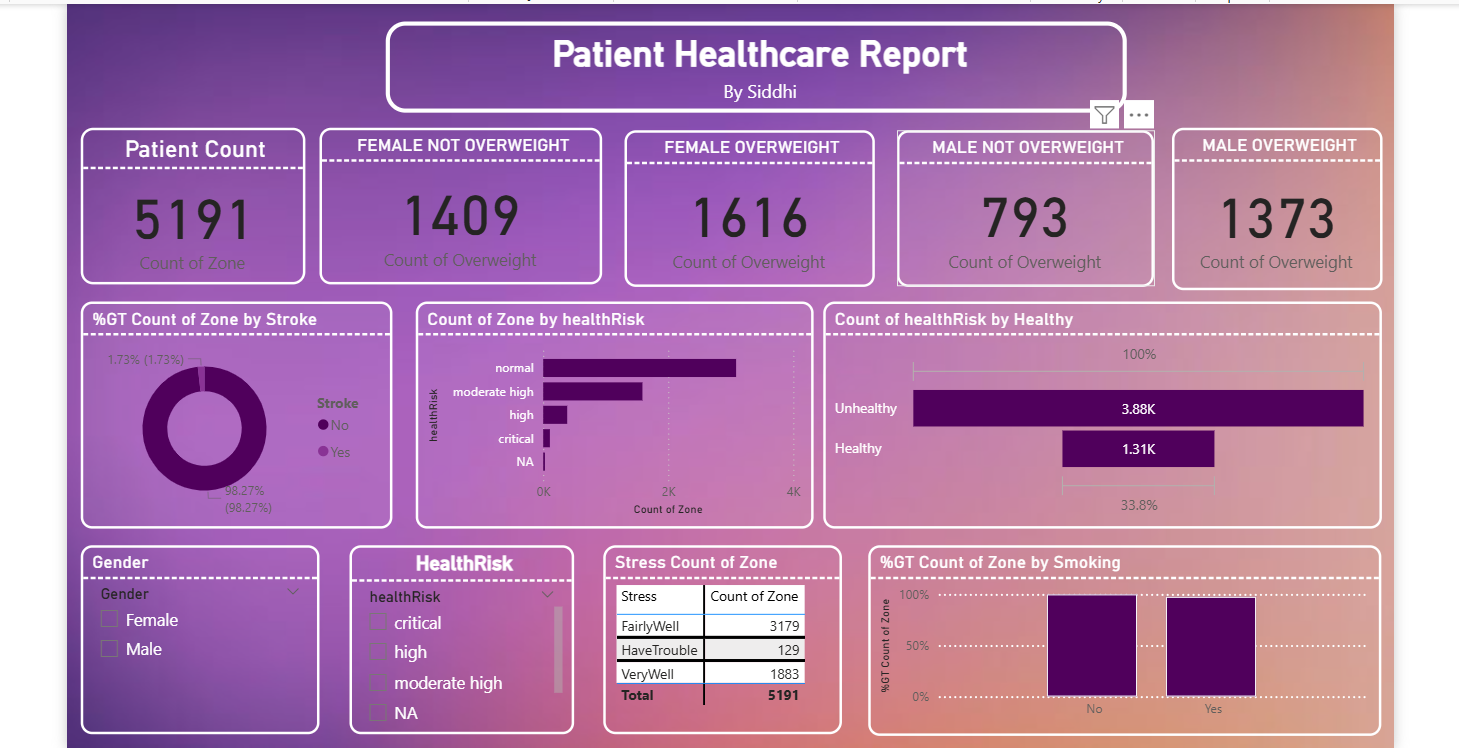 Patient Healthcare Report
By Siddhi
Patient Count
5191
Count of Zone
FEMALE NOT OVERWEIGHT
1409
Count of Overweight
FEMALE OVERWEIGHT
1616
Count of Overweight
MALE NOT OVERWEIGHT
793
Count of Overweight
MALE OVERWEIGHT
1373
Count of Overweight
%GT Count of Zone by Stroke
1.73% (1.73%)
98.27%
(98.27%)
Stroke
No
Yes
Count of Zone by healthRisk
healthRisk
normal
moderate high
high
critical
NA
0K 2K 4K
Count of Zone
Count of healthRisk by Healthy
100%
Unhealthy 3.88K
Healthy 1.31K
33.8%
Gender
Gender
Female
Male
HealthRisk
healthRisk
critical
high
moderate high
NA
Stress Count of Zone
Stress Count of Zone
FairlyWell 3179
HaveTrouble 129
VeryWell 1883
Total 5191
%GT Count of Zone by Smoking
%GT Count of Zone
100%
50%
0%
No Yes